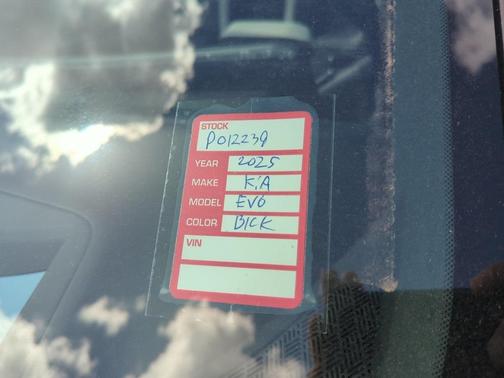 STOCK
P012239
YEAR 2025
MAKE KIA
MODEL EV6
COLOR Blck
VIN